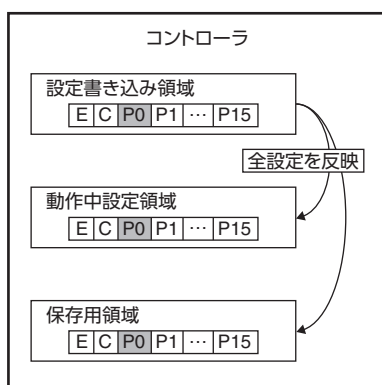 コントローラ
設定書き込み領域
E C P0 P1 … P15
全設定を反映
動作中設定領域
E C P0 P1 … P15
保存用領域
E C P0 P1 … P15